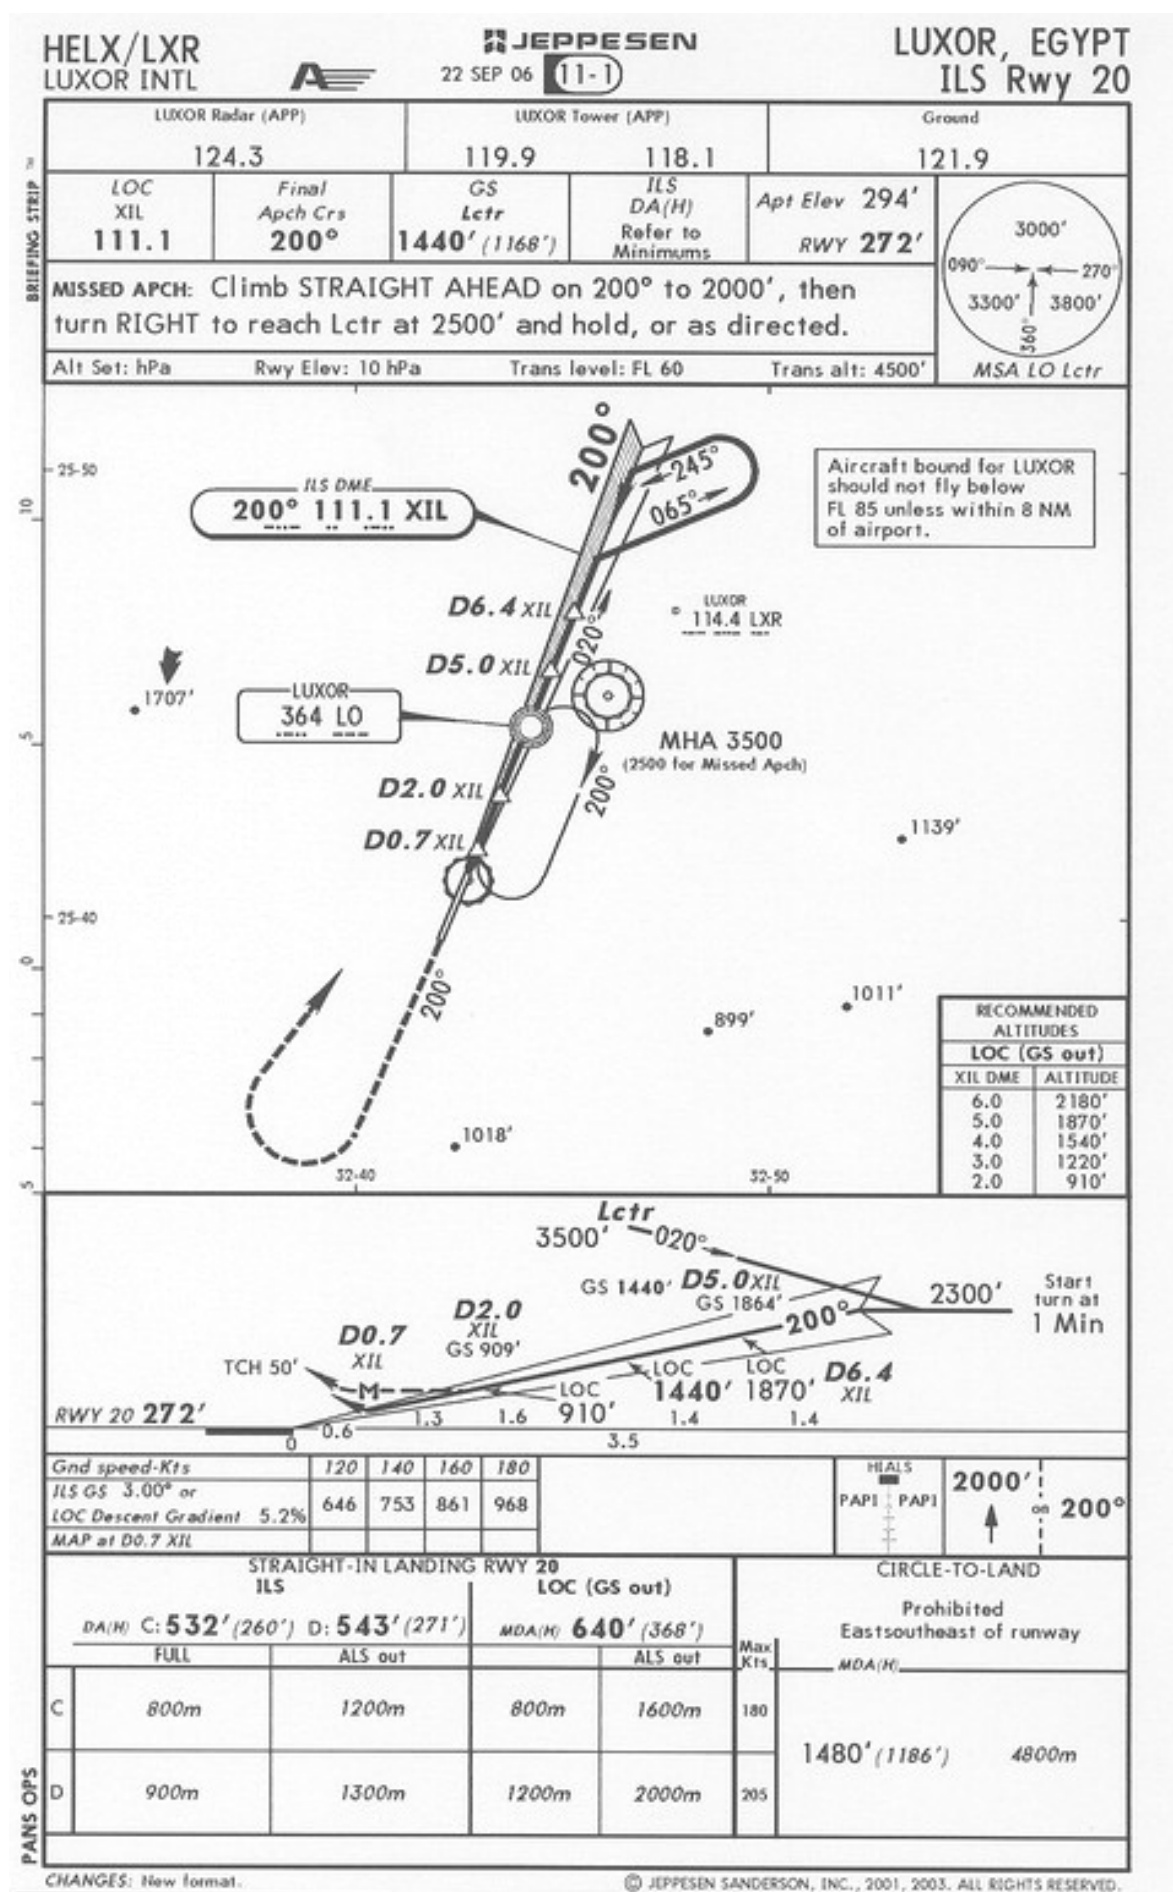 HELX/LXR
LUXOR INTL
JEPPESEN
22 SEP 06 11-1
LUXOR, EGYPT
ILS Rwy 20
BRIEFING STRIP TM
LUXOR Radar (APP)
124.3
LUXOR Tower (APP)
119.9 118.1
Ground
121.9
LOC
XIL
111.1
Final
Apch Crs
200°
GS
Lctr
1440' (1168')
ILS
DA(H)
Refer to
Minimums
Apt Elev 294'
RWY 272'
MISSED APCH: Climb STRAIGHT AHEAD on 200° to 2000', then
turn RIGHT to reach Lctr at 2500' and hold, or as directed.
Alt Set: hPa Rwy Elev: 10 hPa Trans level: FL 60 Trans alt: 4500'
3000'
090° 270°
3300' 3800'
360°
MSA LO Lctr
25-50
10
200°
245°
065°
ILS DME
200° 111.1 XIL
Aircraft bound for LUXOR
should not fly below
FL 85 unless within 8 NM
of airport.
D6.4 XIL
LUXOR
114.4 LXR
020°
D5.0 XIL
1707'
LUXOR
364 LO
5
MHA 3500
(2500 for Missed Apch)
200°
D2.0 XIL
D0.7 XIL
1139'
25-40
0
200°
1011'
899'
1018'
5
32-40
32-50
RECOMMENDED
ALTITUDES
LOC (GS out)
XIL DME ALTITUDE
6.0 2180'
5.0 1870'
4.0 1540'
3.0 1220'
2.0 910'
Lctr
3500' 020°
GS 1440' D5.0 XIL
GS 1864'
2300'
Start
turn at
1 Min
D2.0
XIL
GS 909'
200°
D0.7
XIL
TCH 50'
M
LOC
910'
LOC
1440'
LOC
1870'
D6.4
XIL
RWY 20 272'
0.6 1.3 1.6 1.4 1.4
0 3.5
Gnd speed-Kts 120 140 160 180
ILS GS 3.00° or
LOC Descent Gradient 5.2% 646 753 861 968
MAP at D0.7 XIL
HIALS
PAPI PAPI
2000' on 200°
STRAIGHT-IN LANDING RWY 20
ILS
LOC (GS out)
DA(H) C: 532' (260') D: 543' (271')
MDA(H) 640' (368')
FULL ALS out ALS out
C 800m 1200m 800m 1600m
D 900m 1300m 1200m 2000m
CIRCLE-TO-LAND
Prohibited
Eastsoutheast of runway
Max
Kts
MDA(H)
180
205
1480' (1186') 4800m
PANS OPS
CHANGES: New format.
© JEPPESEN SANDERSON, INC., 2001, 2003. ALL RIGHTS RESERVED.